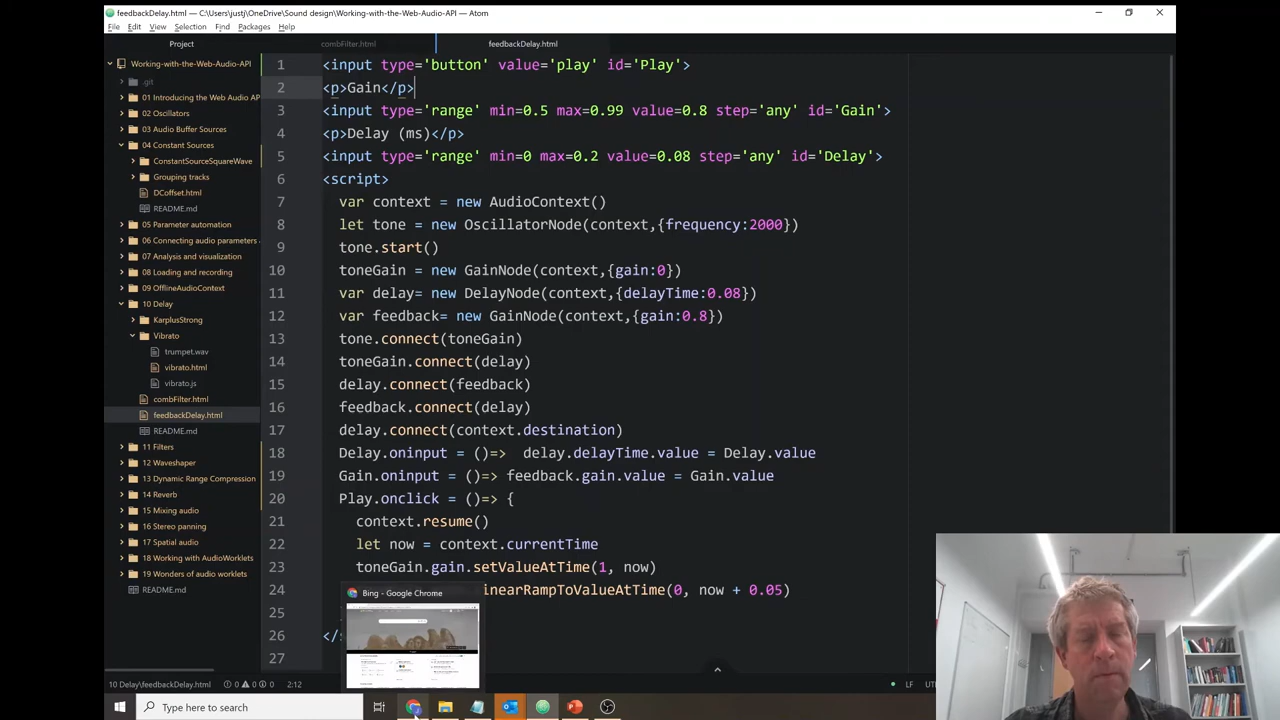 feedbackDelay.html — C:\Users\justj\OneDrive\Sound design\Working-with-the-Web-Audio-API — Atom
File Edit View Selection Find Packages Help
Project
combFilter.html
feedbackDelay.html
Working-with-the-Web-Audio-API
.git
01 Introducing the Web Audio AP
02 Oscillators
03 Audio Buffer Sources
04 Constant Sources
ConstantSourceSquareWave
Grouping tracks
DCoffset.html
README.md
05 Parameter automation
06 Connecting audio parameters
07 Analysis and visualization
08 Loading and recording
09 OfflineAudioContext
10 Delay
KarplusStrong
Vibrato
trumpet.wav
vibrato.html
vibrato.js
combFilter.html
feedbackDelay.html
README.md
11 Filters
12 Waveshaper
13 Dynamic Range Compression
14 Reverb
15 Mixing audio
16 Stereo panning
17 Spatial audio
18 Working with AudioWorklets
19 Wonders of audio worklets
README.md
1 <input type='button' value='play' id='Play'>
2 <p>Gain</p>
3 <input type='range' min=0.5 max=0.99 value=0.8 step='any' id='Gain'>
4 <p>Delay (ms)</p>
5 <input type='range' min=0 max=0.2 value=0.08 step='any' id='Delay'>
6 <script>
7 var context = new AudioContext()
8 let tone = new OscillatorNode(context,{frequency:2000})
9 tone.start()
10 toneGain = new GainNode(context,{gain:0})
11 var delay= new DelayNode(context,{delayTime:0.08})
12 var feedback= new GainNode(context,{gain:0.8})
13 tone.connect(toneGain)
14 toneGain.connect(delay)
15 delay.connect(feedback)
16 feedback.connect(delay)
17 delay.connect(context.destination)
18 Delay.oninput = ()=> delay.delayTime.value = Delay.value
19 Gain.oninput = ()=> feedback.gain.value = Gain.value
20 Play.onclick = ()=> {
21 context.resume()
22 let now = context.currentTime
23 toneGain.gain.setValueAtTime(1, now)
24 inearRampToValueAtTime(0, now + 0.05)
25
26 </
27
Bing - Google Chrome
10 Delay\feedbackDelay.html 0 0 0 2:12
LF UT
Type here to search